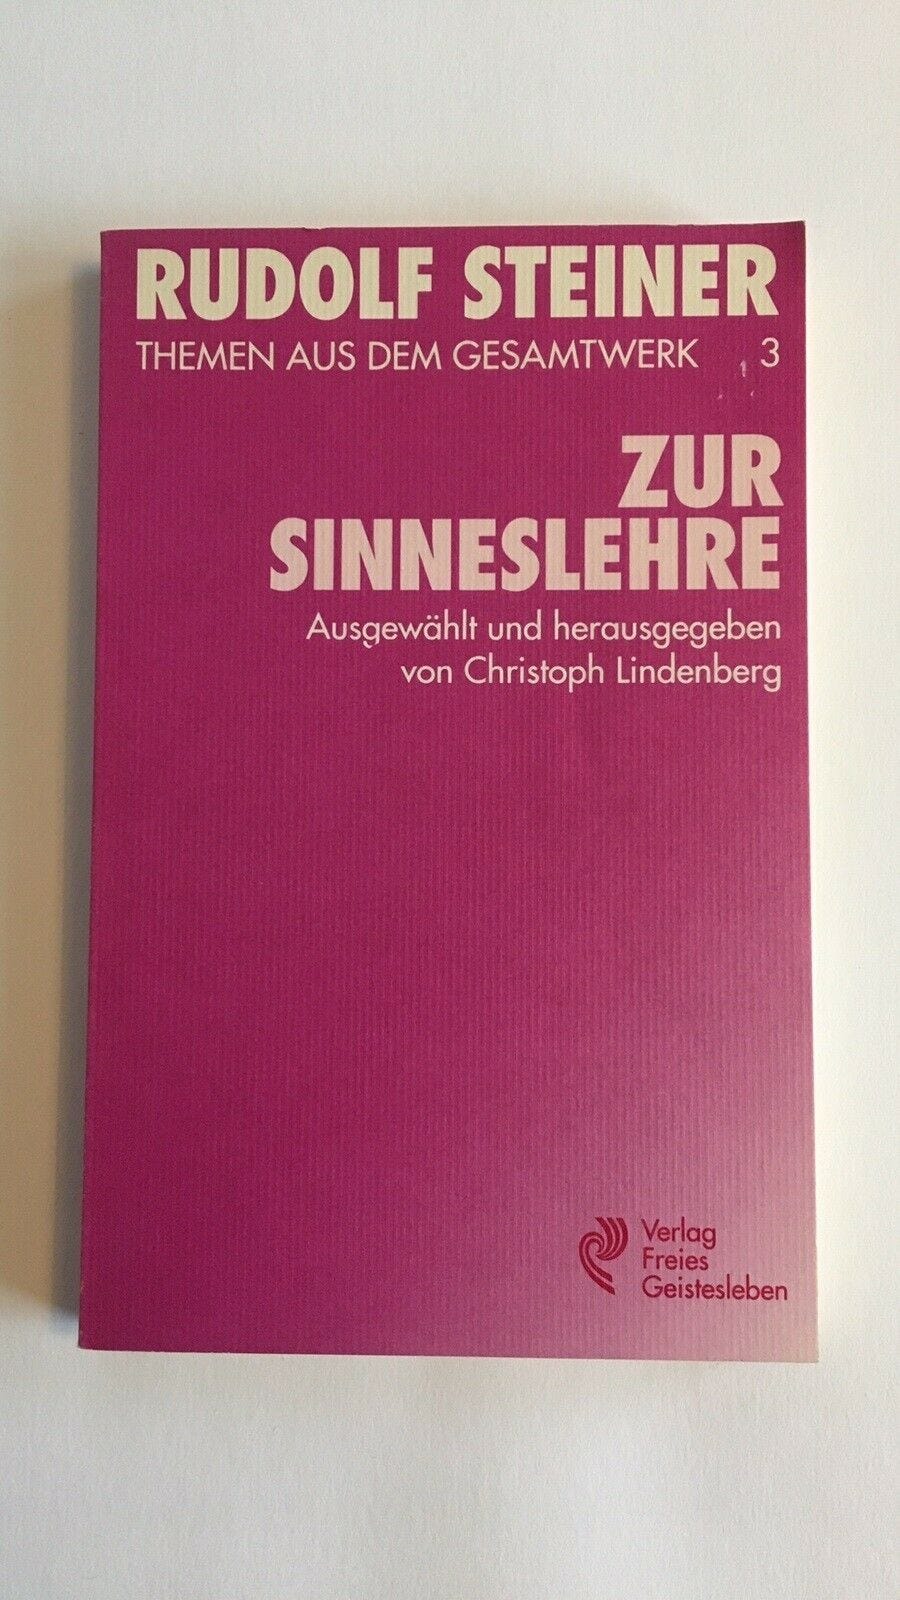 RUDOLF STEINER
THEMEN AUS DEM GESAMTWERK 3
ZUR
SINNESLEHRE
Ausgewählt und herausgegeben
von Christoph Lindenberg
Verlag
Freies
Geistesleben